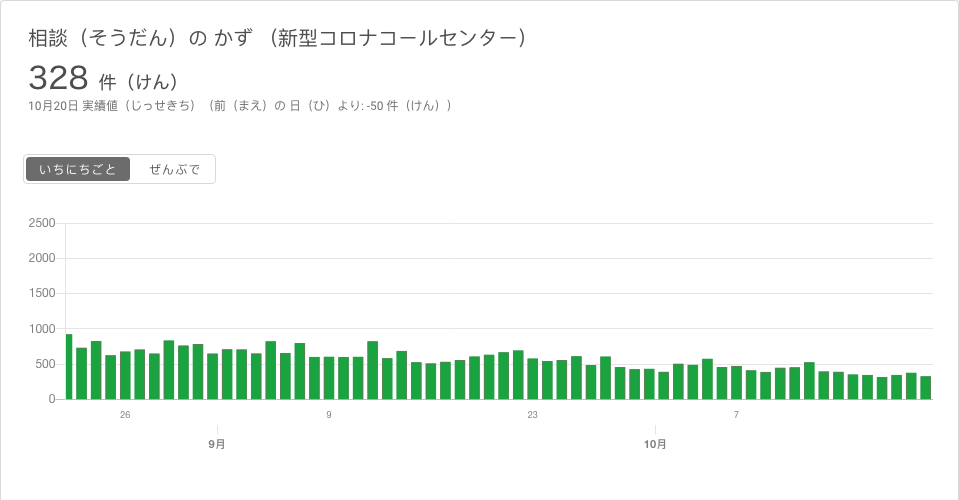 相談（そうだん）の かず （新型コロナコールセンター）
328 件（けん）
10月20日 実績値（じっせきち）（前（まえ）の 日（ひ）より: -50 件（けん））
いちにちごと ぜんぶで
2500
2000
1500
1000
500
0
26 9 23 7
9月 10月